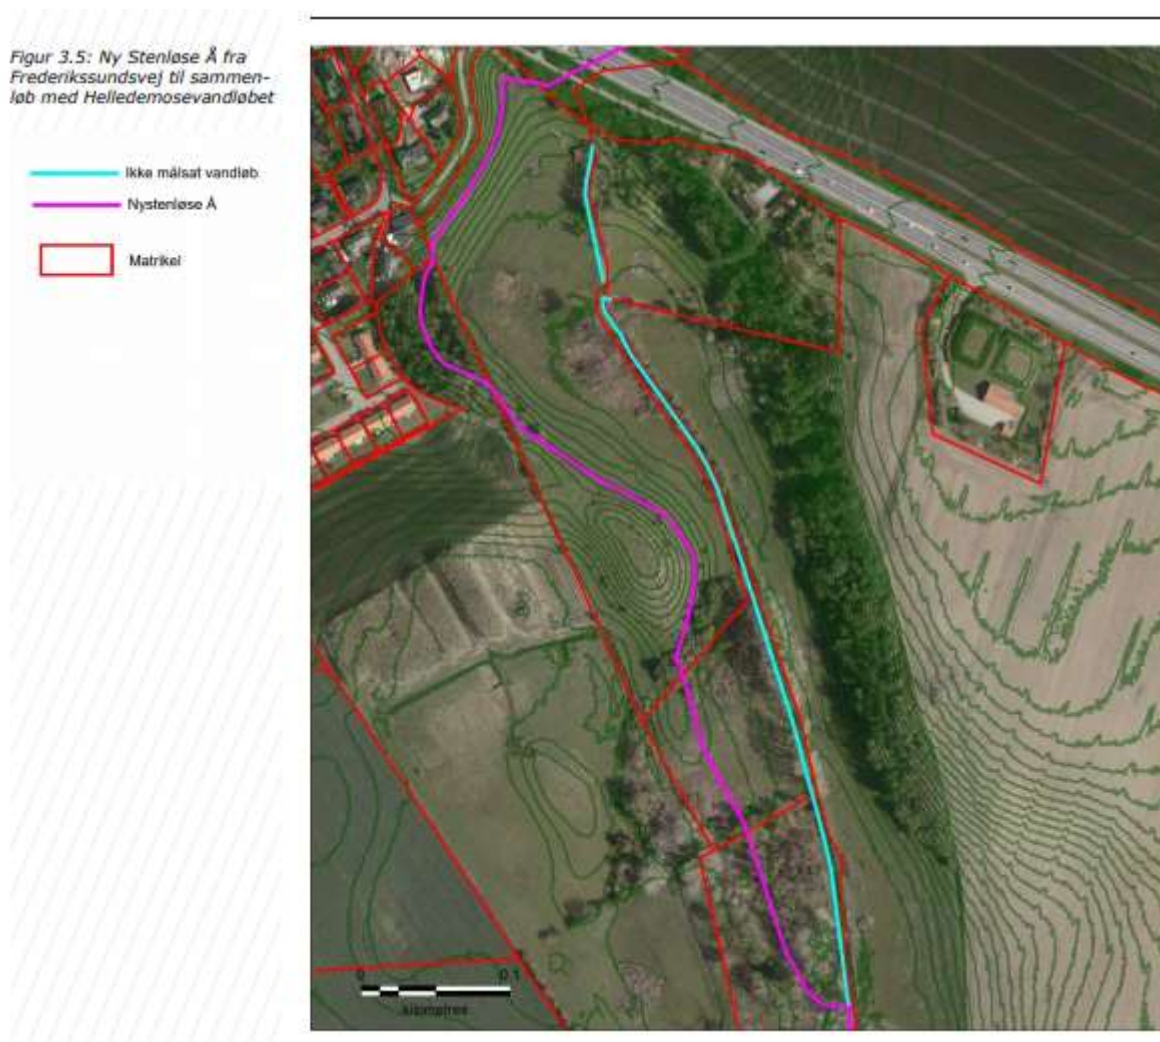 Figur 3.5: Ny Stenløse Å fra
Frederikssundsvej til sammen-
løb med Helledemosevandløbet
Ikke målsat vandløb
Nystenløse Å
Matrikel
0 0.1
kilometres